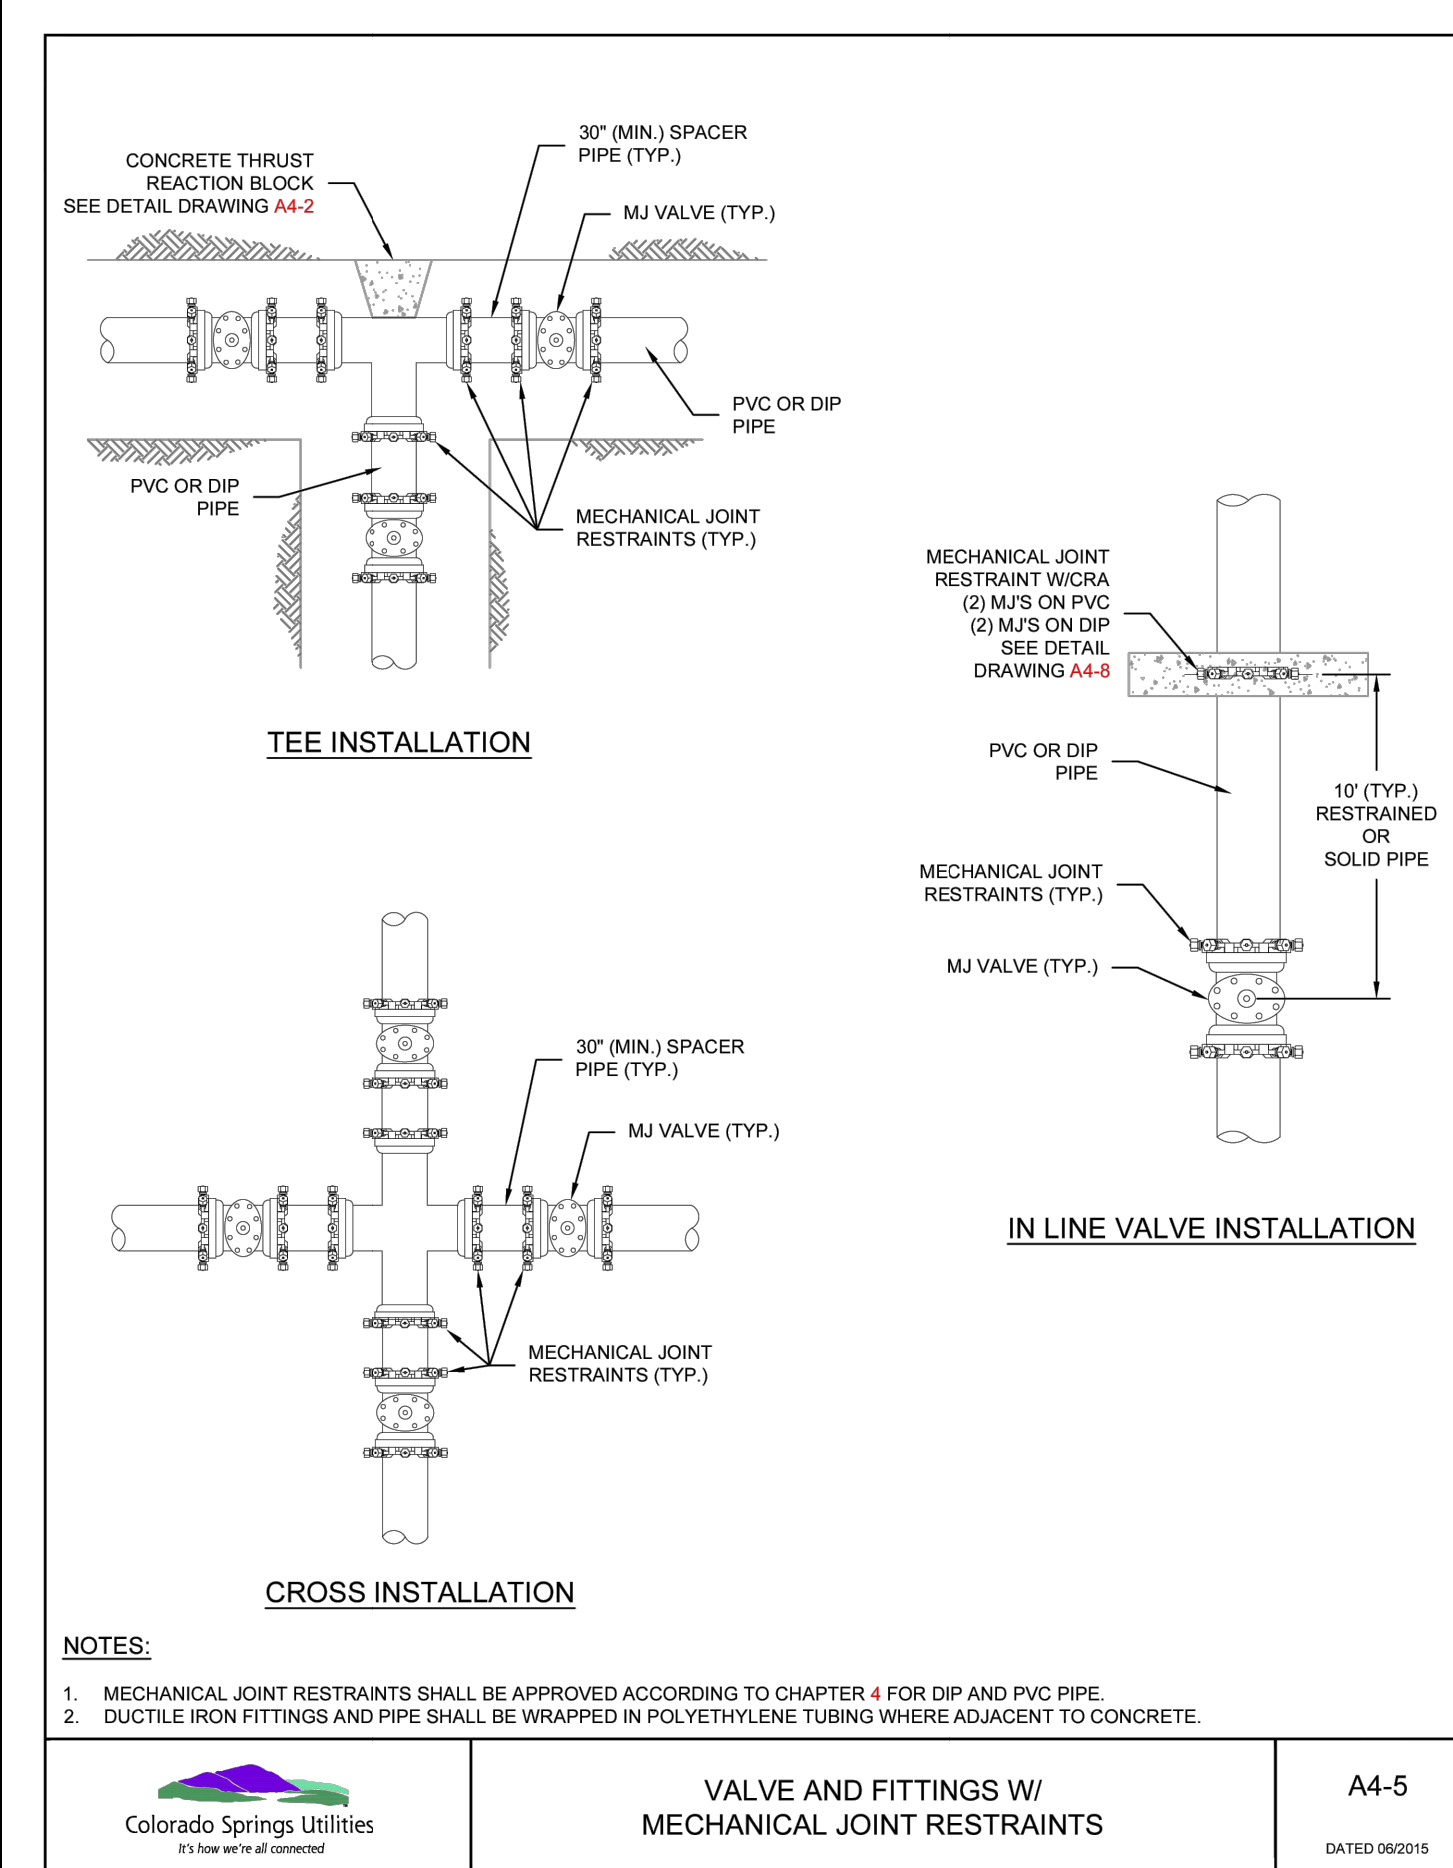 CONCRETE THRUST
REACTION BLOCK
SEE DETAIL DRAWING A4-2
30" (MIN.) SPACER
PIPE (TYP.)
MJ VALVE (TYP.)
PVC OR DIP
PIPE
PVC OR DIP
PIPE
MECHANICAL JOINT
RESTRAINTS (TYP.)
TEE INSTALLATION
MECHANICAL JOINT
RESTRAINT W/CRA
(2) MJ'S ON PVC
(2) MJ'S ON DIP
SEE DETAIL
DRAWING A4-8
PVC OR DIP
PIPE
10' (TYP.)
RESTRAINED
OR
SOLID PIPE
MECHANICAL JOINT
RESTRAINTS (TYP.)
MJ VALVE (TYP.)
IN LINE VALVE INSTALLATION
30" (MIN.) SPACER
PIPE (TYP.)
MJ VALVE (TYP.)
MECHANICAL JOINT
RESTRAINTS (TYP.)
CROSS INSTALLATION
NOTES:
1. MECHANICAL JOINT RESTRAINTS SHALL BE APPROVED ACCORDING TO CHAPTER 4 FOR DIP AND PVC PIPE.
2. DUCTILE IRON FITTINGS AND PIPE SHALL BE WRAPPED IN POLYETHYLENE TUBING WHERE ADJACENT TO CONCRETE.
Colorado Springs Utilities
It's how we're all connected
VALVE AND FITTINGS W/
MECHANICAL JOINT RESTRAINTS
A4-5
DATED 06/2015